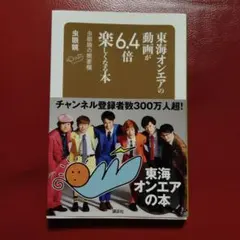 東海オンエアの
動画が
6.4倍
楽しくなる本
虫眼鏡の概要欄
虫眼鏡
チャンネル登録者数300万人超!
東海
オンエア
の本
講談社